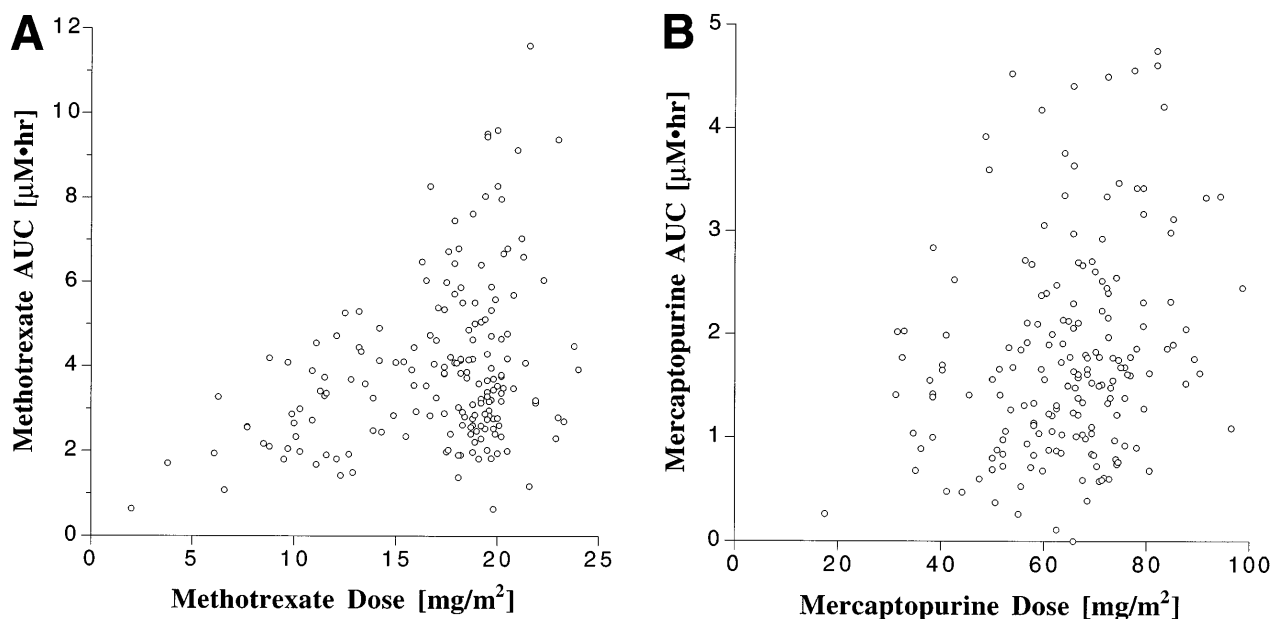 A
Methotrexate AUC [μM•hr]
12
10
8
6
4
2
0
0 5 10 15 20 25
Methotrexate Dose [mg/m²]
B
Mercaptopurine AUC [μM•hr]
5
4
3
2
1
0
0 20 40 60 80 100
Mercaptopurine Dose [mg/m²]